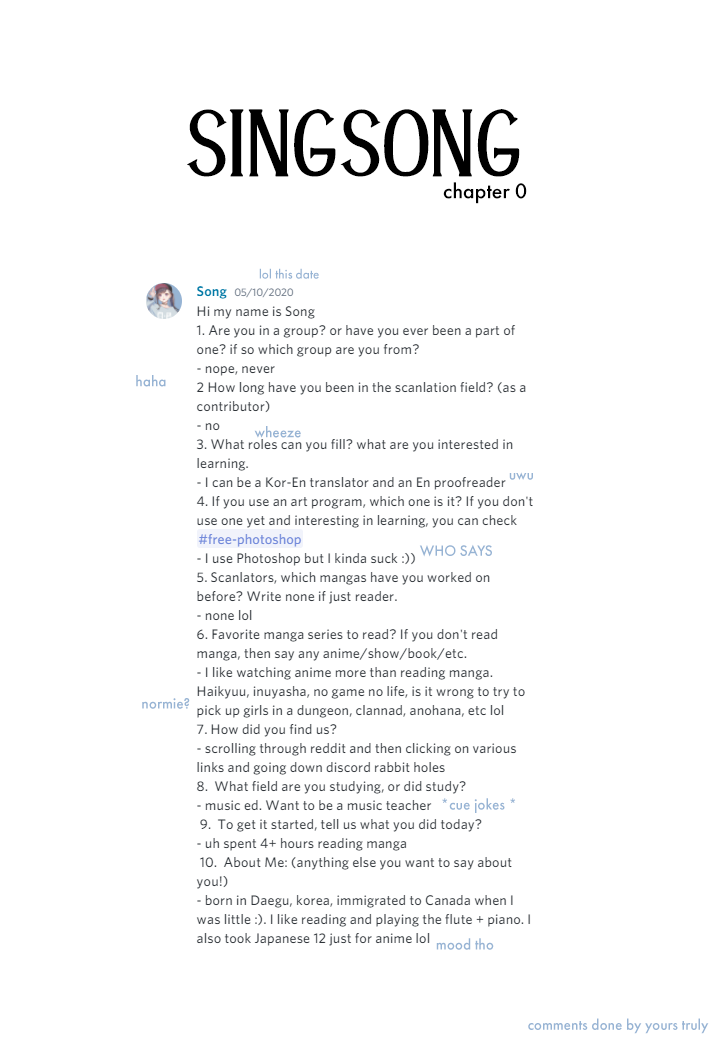 SINGSONG
chapter 0
lol this date
Song 05/10/2020
Hi my name is Song
1. Are you in a group? or have you ever been a part of
one? if so which group are you from?
- nope, never
haha
2 How long have you been in the scanlation field? (as a
contributor)
- no
wheeze
3. What roles can you fill? what are you interested in
learning.
- I can be a Kor-En translator and an En proofreader uwu
4. If you use an art program, which one is it? If you don't
use one yet and interesting in learning, you can check
#free-photoshop
- I use Photoshop but I kinda suck :)) WHO SAYS
5. Scanlators, which mangas have you worked on
before? Write none if just reader.
- none lol
6. Favorite manga series to read? If you don't read
manga, then say any anime/show/book/etc.
- I like watching anime more than reading manga.
Haikyuu, inuyasha, no game no life, is it wrong to try to
normie? pick up girls in a dungeon, clannad, anohana, etc lol
7. How did you find us?
- scrolling through reddit and then clicking on various
links and going down discord rabbit holes
8. What field are you studying, or did study?
- music ed. Want to be a music teacher *cue jokes *
9. To get it started, tell us what you did today?
- uh spent 4+ hours reading manga
10. About Me: (anything else you want to say about
you!)
- born in Daegu, korea, immigrated to Canada when I
was little :). I like reading and playing the flute + piano. I
also took Japanese 12 just for anime lol mood tho
comments done by yours truly